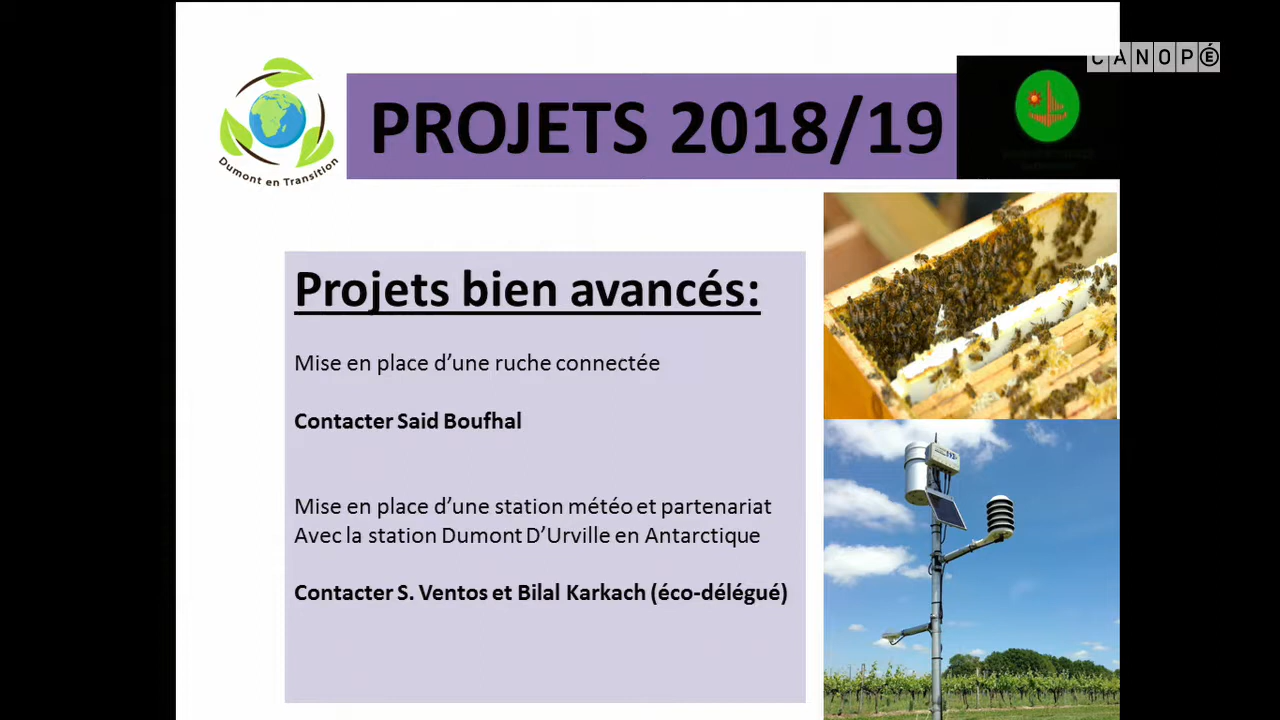 CANOPÉ
PROJETS 2018/19
Dumont en Transition
Projets bien avancés:
Mise en place d’une ruche connectée
Contacter Said Boufhal
Mise en place d’une station météo et partenariat
Avec la station Dumont D’Urville en Antarctique
Contacter S. Ventos et Bilal Karkach (éco-délégué)